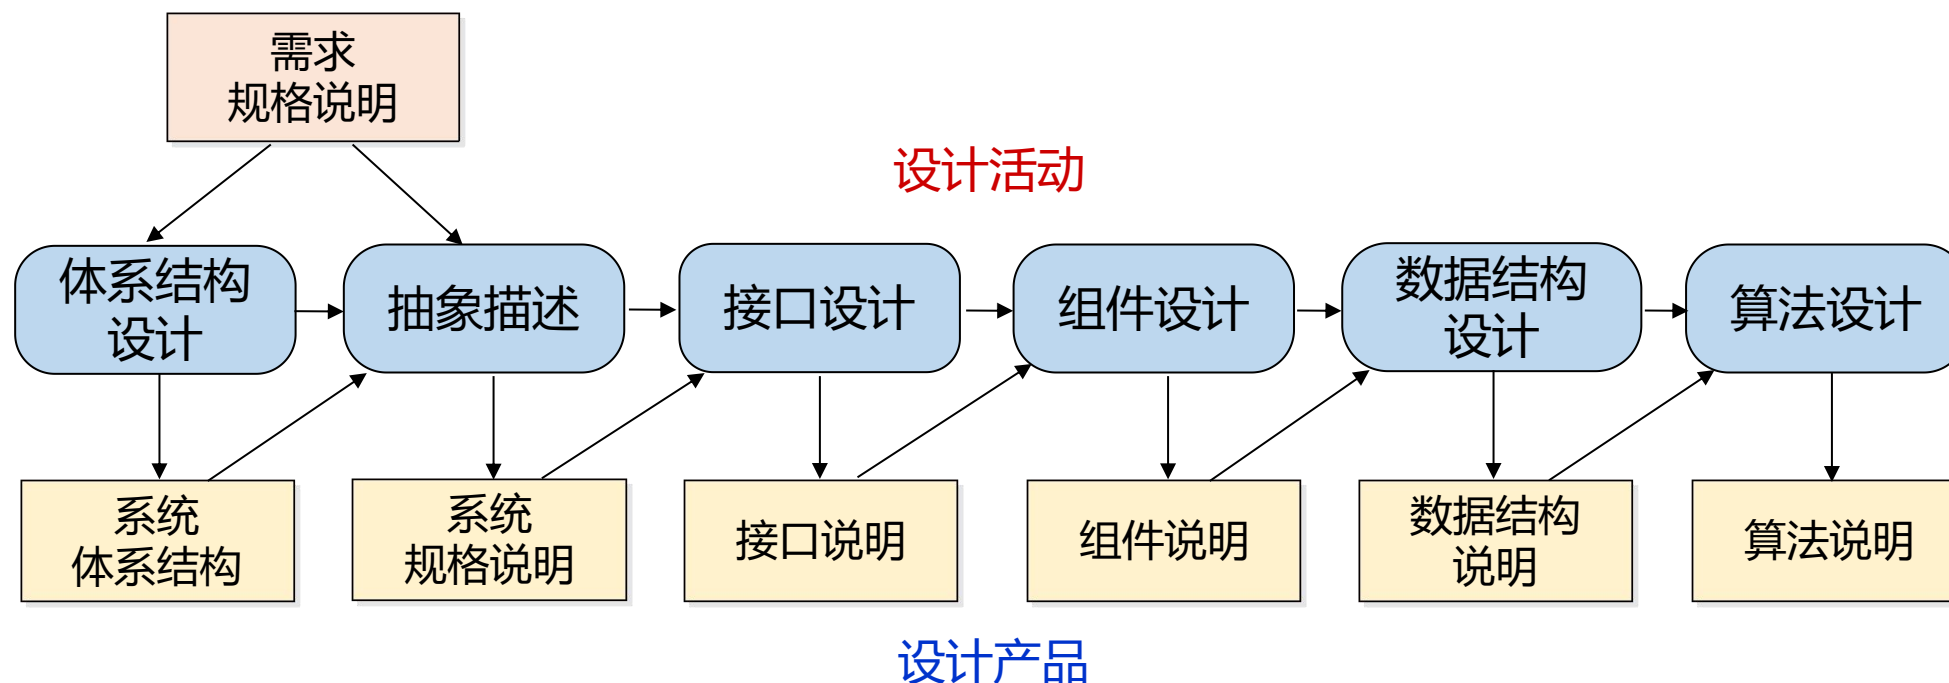 需求
规格说明
设计活动
体系结构
设计
抽象描述
接口设计
组件设计
数据结构
设计
算法设计
系统
体系结构
系统
规格说明
接口说明
组件说明
数据结构
说明
算法说明
设计产品